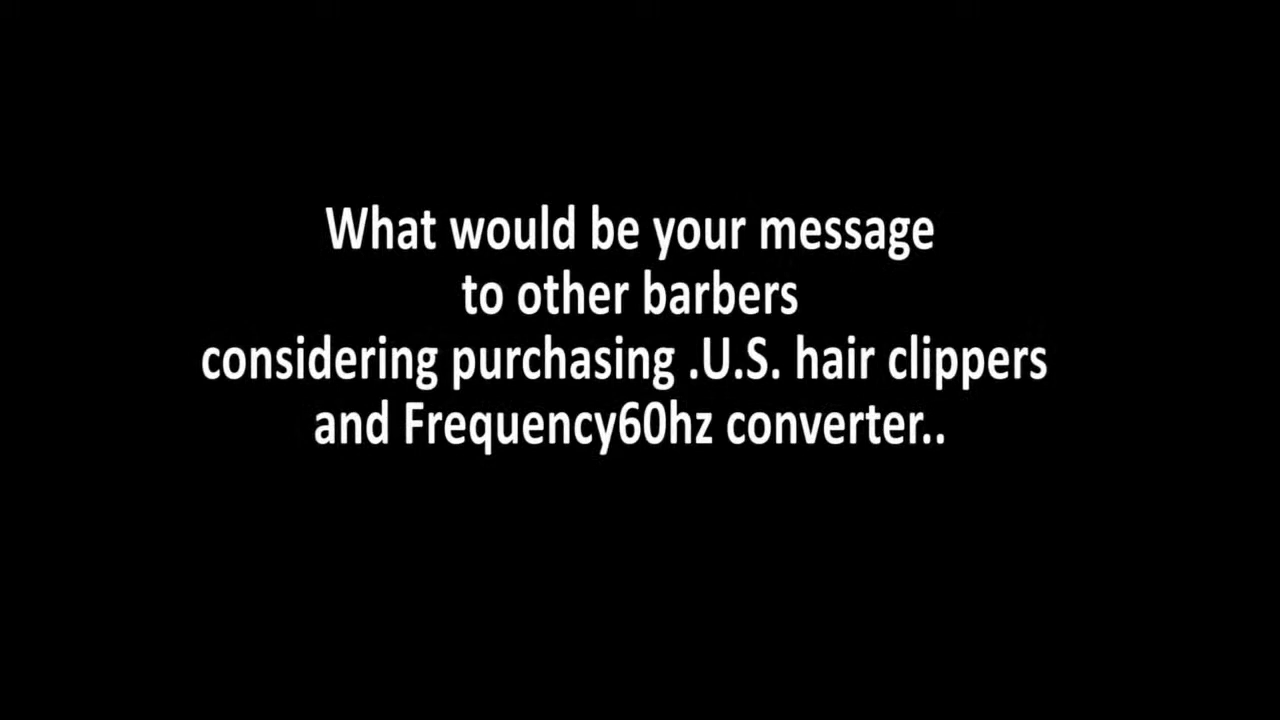 What would be your message
to other barbers
considering purchasing .U.S. hair clippers
and Frequency60hz converter..